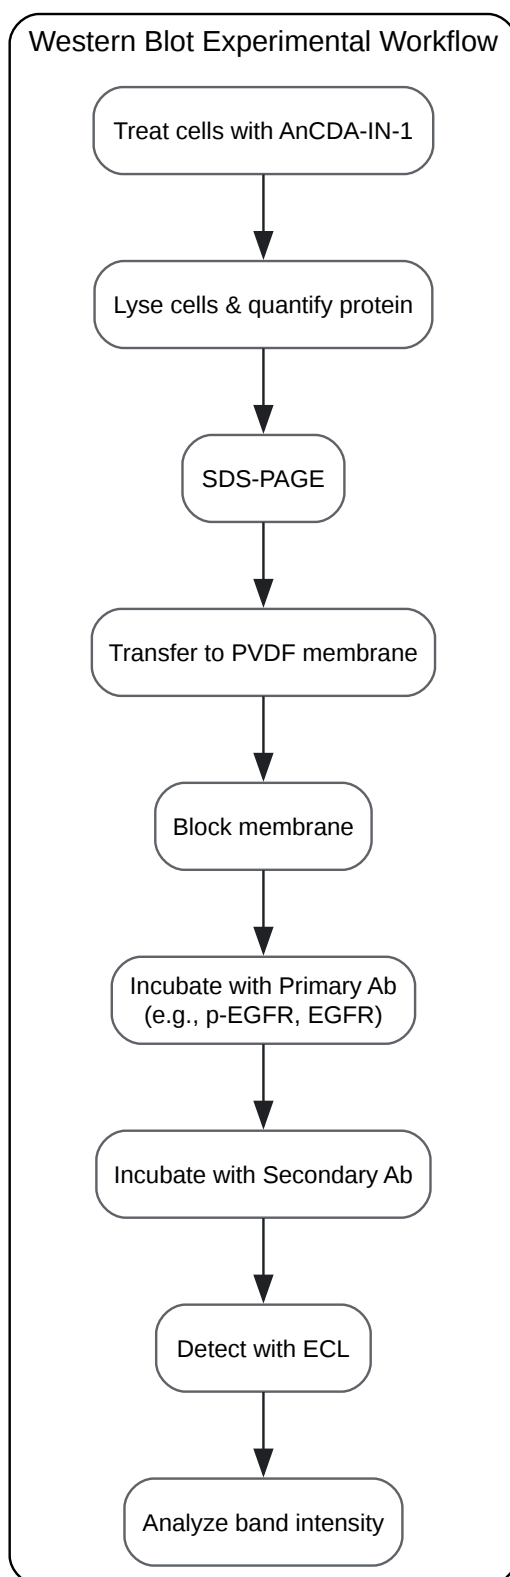 Western Blot Experimental Workflow
Treat cells with AnCDA-IN-1
Lyse cells & quantify protein
SDS-PAGE
Transfer to PVDF membrane
Block membrane
Incubate with Primary Ab
(e.g., p-EGFR, EGFR)
Incubate with Secondary Ab
Detect with ECL
Analyze band intensity